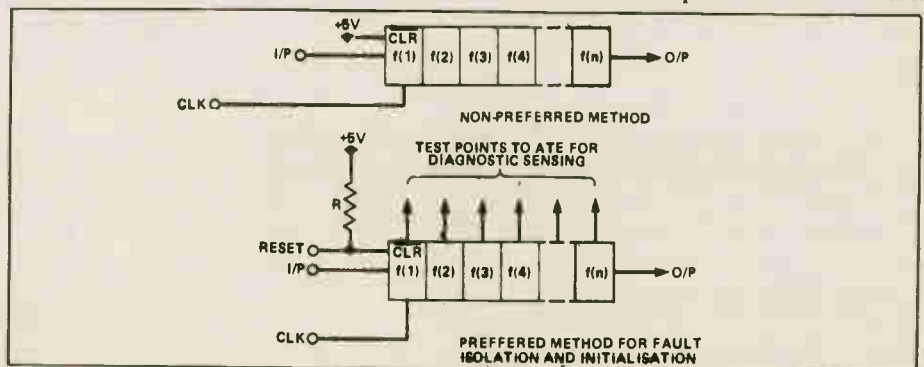 +5V
CLR
I/P
f(1) f(2) f(3) f(4) f(n)
O/P
CLK
NON-PREFERRED METHOD
+5V
TEST POINTS TO ATE FOR
DIAGNOSTIC SENSING
R
RESET
CLR
I/P
f(1) f(2) f(3) f(4) f(n)
O/P
CLK
PREFFERED METHOD FOR FAULT
ISOLATION AND INITIALISATION